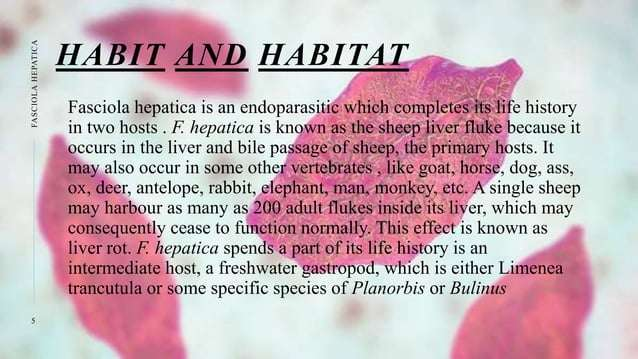 FASCIOLA HEPATICA
HABIT AND HABITAT
Fasciola hepatica is an endoparasitic which completes its life history
in two hosts . F. hepatica is known as the sheep liver fluke because it
occurs in the liver and bile passage of sheep, the primary hosts. It
may also occur in some other vertebrates , like goat, horse, dog, ass,
ox, deer, antelope, rabbit, elephant, man, monkey, etc. A single sheep
may harbour as many as 200 adult flukes inside its liver, which may
consequently cease to function normally. This effect is known as
liver rot. F. hepatica spends a part of its life history is an
intermediate host, a freshwater gastropod, which is either Limenea
trancutula or some specific species of Planorbis or Bulinus
5